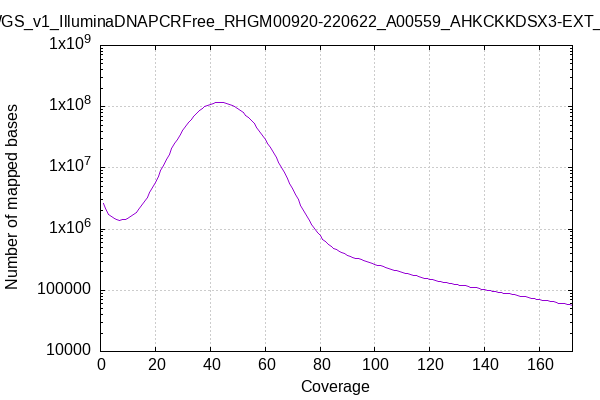 GS_v1_IlluminaDNAPCRFree_RHGM00920-220622_A00559_AHKCKKDSX3-EXT_
1x10⁹
1x10⁸
1x10⁷
1x10⁶
100000
10000
Number of mapped bases
0 20 40 60 80 100 120 140 160
Coverage